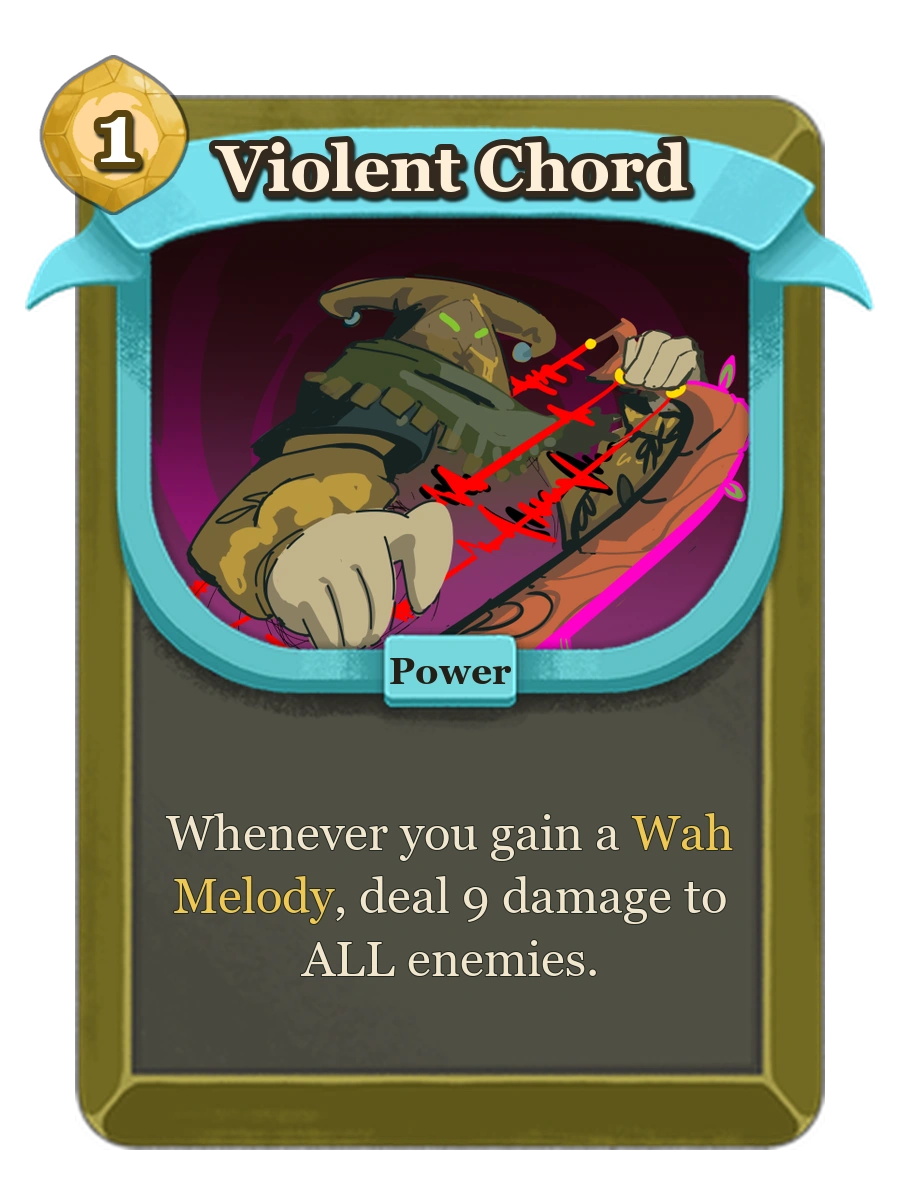 1
Violent Chord
Power
Whenever you gain a Wah
Melody, deal 9 damage to
ALL enemies.